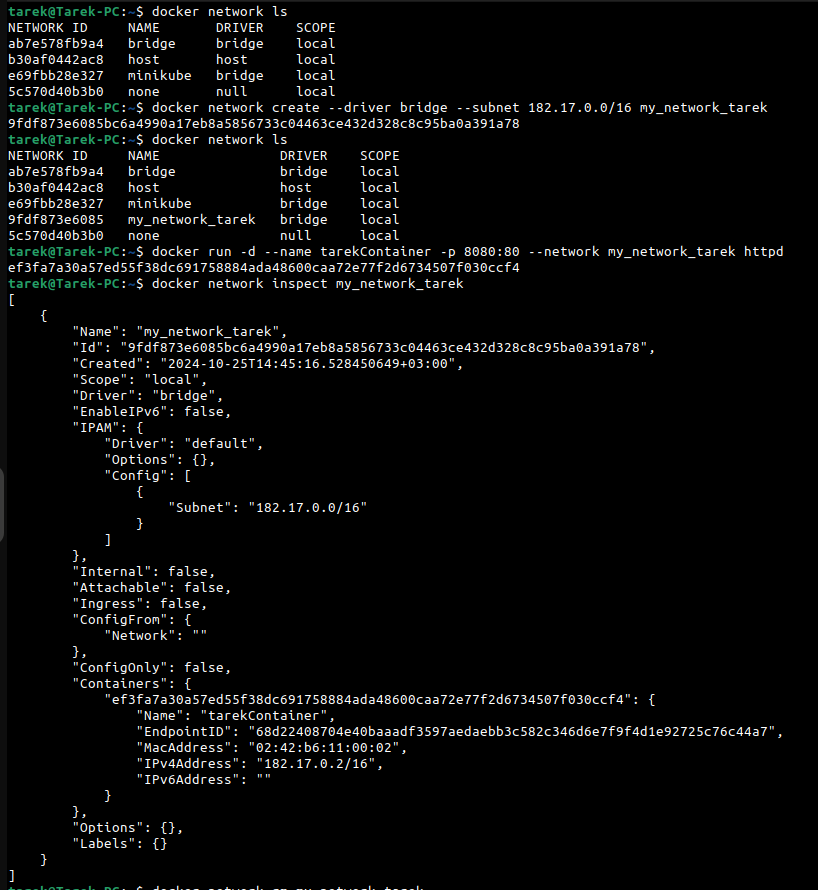 tarek@Tarek-PC:~$ docker network ls
NETWORK ID     NAME       DRIVER    SCOPE
ab7e578fb9a4   bridge     bridge    local
b30af0442ac8   host       host      local
e69fbb28e327   minikube   bridge    local
5c570d40b3b0   none       null      local
tarek@Tarek-PC:~$ docker network create --driver bridge --subnet 182.17.0.0/16 my_network_tarek
9fdf873e6085bc6a4990a17eb8a5856733c04463ce432d328c8c95ba0a391a78
tarek@Tarek-PC:~$ docker network ls
NETWORK ID     NAME               DRIVER    SCOPE
ab7e578fb9a4   bridge             bridge    local
b30af0442ac8   host               host      local
e69fbb28e327   minikube           bridge    local
9fdf873e6085   my_network_tarek   bridge    local
5c570d40b3b0   none               null      local
tarek@Tarek-PC:~$ docker run -d --name tarekContainer -p 8080:80 --network my_network_tarek httpd
ef3fa7a30a57ed55f38dc691758884ada48600caa72e77f2d6734507f030ccf4
tarek@Tarek-PC:~$ docker network inspect my_network_tarek
[
    {
        "Name": "my_network_tarek",
        "Id": "9fdf873e6085bc6a4990a17eb8a5856733c04463ce432d328c8c95ba0a391a78",
        "Created": "2024-10-25T14:45:16.528450649+03:00",
        "Scope": "local",
        "Driver": "bridge",
        "EnableIPv6": false,
        "IPAM": {
            "Driver": "default",
            "Options": {},
            "Config": [
                {
                    "Subnet": "182.17.0.0/16"
                }
            ]
        },
        "Internal": false,
        "Attachable": false,
        "Ingress": false,
        "ConfigFrom": {
            "Network": ""
        },
        "ConfigOnly": false,
        "Containers": {
            "ef3fa7a30a57ed55f38dc691758884ada48600caa72e77f2d6734507f030ccf4": {
                "Name": "tarekContainer",
                "EndpointID": "68d22408704e40baaadf3597aedaebb3c582c346d6e7f9f4d1e92725c76c44a7",
                "MacAddress": "02:42:b6:11:00:02",
                "IPv4Address": "182.17.0.2/16",
                "IPv6Address": ""
            }
        },
        "Options": {},
        "Labels": {}
    }
]
tarek@Tarek-PC:~$ docker network rm my_network_tarek